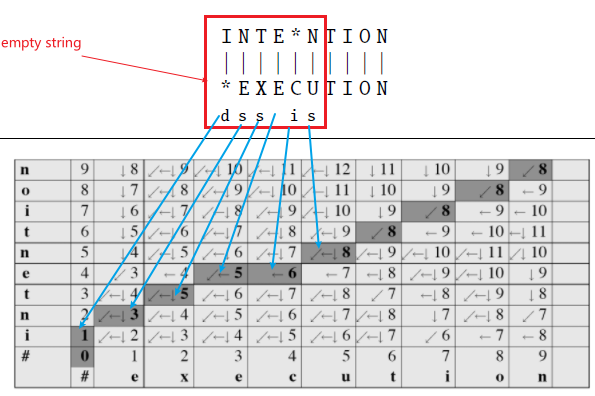 I N T E * N T I O N
empty string
| | | | | | | | | |
* E X E C U T I O N
d s s i s
n 9 ↓ 8 ↙←↓ 9 ↙←↓ 10 ↙←↓ 11 ↙←↓ 12 ↓ 11 ↓ 10 ↓ 9 ↙ 8
o 8 ↓ 7 ↙←↓ 8 ↙←↓ 9 ↙←↓ 10 ↙←↓ 11 ↓ 10 ↓ 9 ↙ 8 ← 9
i 7 ↓ 6 ↙←↓ 7 ↙←↓ 8 ↙←↓ 9 ↙←↓ 10 ↓ 9 ↙ 8 ← 9 ← 10
t 6 ↓ 5 ↙←↓ 6 ↙←↓ 7 ↙←↓ 8 ↙←↓ 9 ↙ 8 ← 9 ← 10 ←↓ 11
n 5 ↓ 4 ↙←↓ 5 ↙←↓ 6 ↙←↓ 7 ↙←↓ 8 ↙←↓ 9 ↙←↓ 10 ↙←↓ 11 ↙↓ 10
e 4 ↙ 3 ← 4 ↙← 5 ← 6 ← 7 ←↓ 8 ↙←↓ 9 ↙←↓ 10 ↓ 9
t 3 ↙←↓ 4 ↙←↓ 5 ↙←↓ 6 ↙←↓ 7 ↙←↓ 8 ↙ 7 ←↓ 8 ↙←↓ 9 ↓ 8
n 2 ↙←↓ 3 ↙←↓ 4 ↙←↓ 5 ↙←↓ 6 ↙←↓ 7 ↙←↓ 8 ↓ 7 ↙←↓ 8 ↙ 7
i 1 ↙←↓ 2 ↙←↓ 3 ↙←↓ 4 ↙←↓ 5 ↙←↓ 6 ↙←↓ 7 ↙ 6 ← 7 ← 8
# 0 1 2 3 4 5 6 7 8 9
# e x e c u t i o n